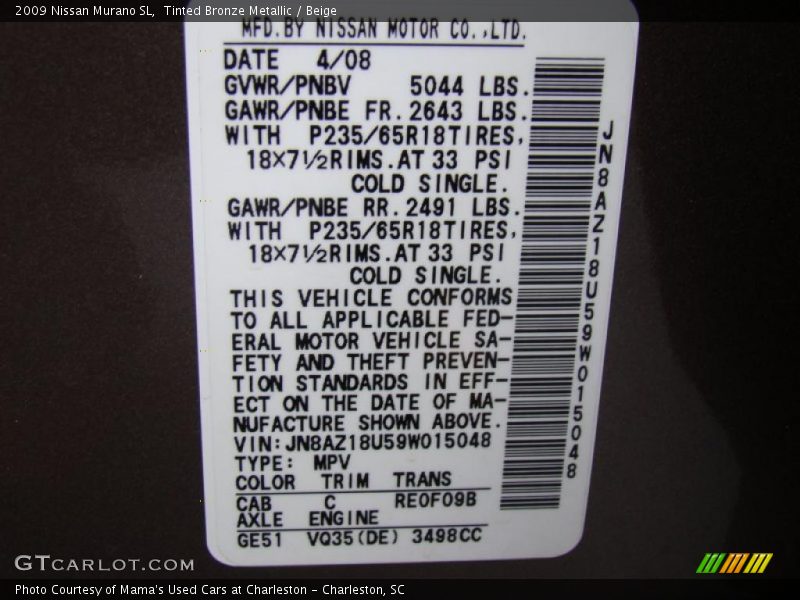 2009 Nissan Murano SL,  Tinted Bronze Metallic / Beige
MFD.BY NISSAN MOTOR CO.,LTD.
DATE 4/08
GVWR/PNBV 5044 LBS.
GAWR/PNBE FR.2643 LBS.
WITH P235/65R18TIRES,
18X7½RIMS.AT 33 PSI
COLD SINGLE.
GAWR/PNBE RR.2491 LBS.
WITH P235/65R18TIRES,
18X7½RIMS.AT 33 PSI
COLD SINGLE.
THIS VEHICLE CONFORMS
TO ALL APPLICABLE FED-
ERAL MOTOR VEHICLE SA-
FETY AND THEFT PREVEN-
TION STANDARDS IN EFF-
ECT ON THE DATE OF MA-
NUFACTURE SHOWN ABOVE.
VIN:JN8AZ18U59W015048
TYPE: MPV
COLOR TRIM TRANS
CAB C RE0F09B
AXLE ENGINE
GE51 VQ35(DE) 3498CC
JN8AZ18U59W015048
GTCARLOT.COM
Photo Courtesy of Mama's Used Cars at Charleston - Charleston, SC